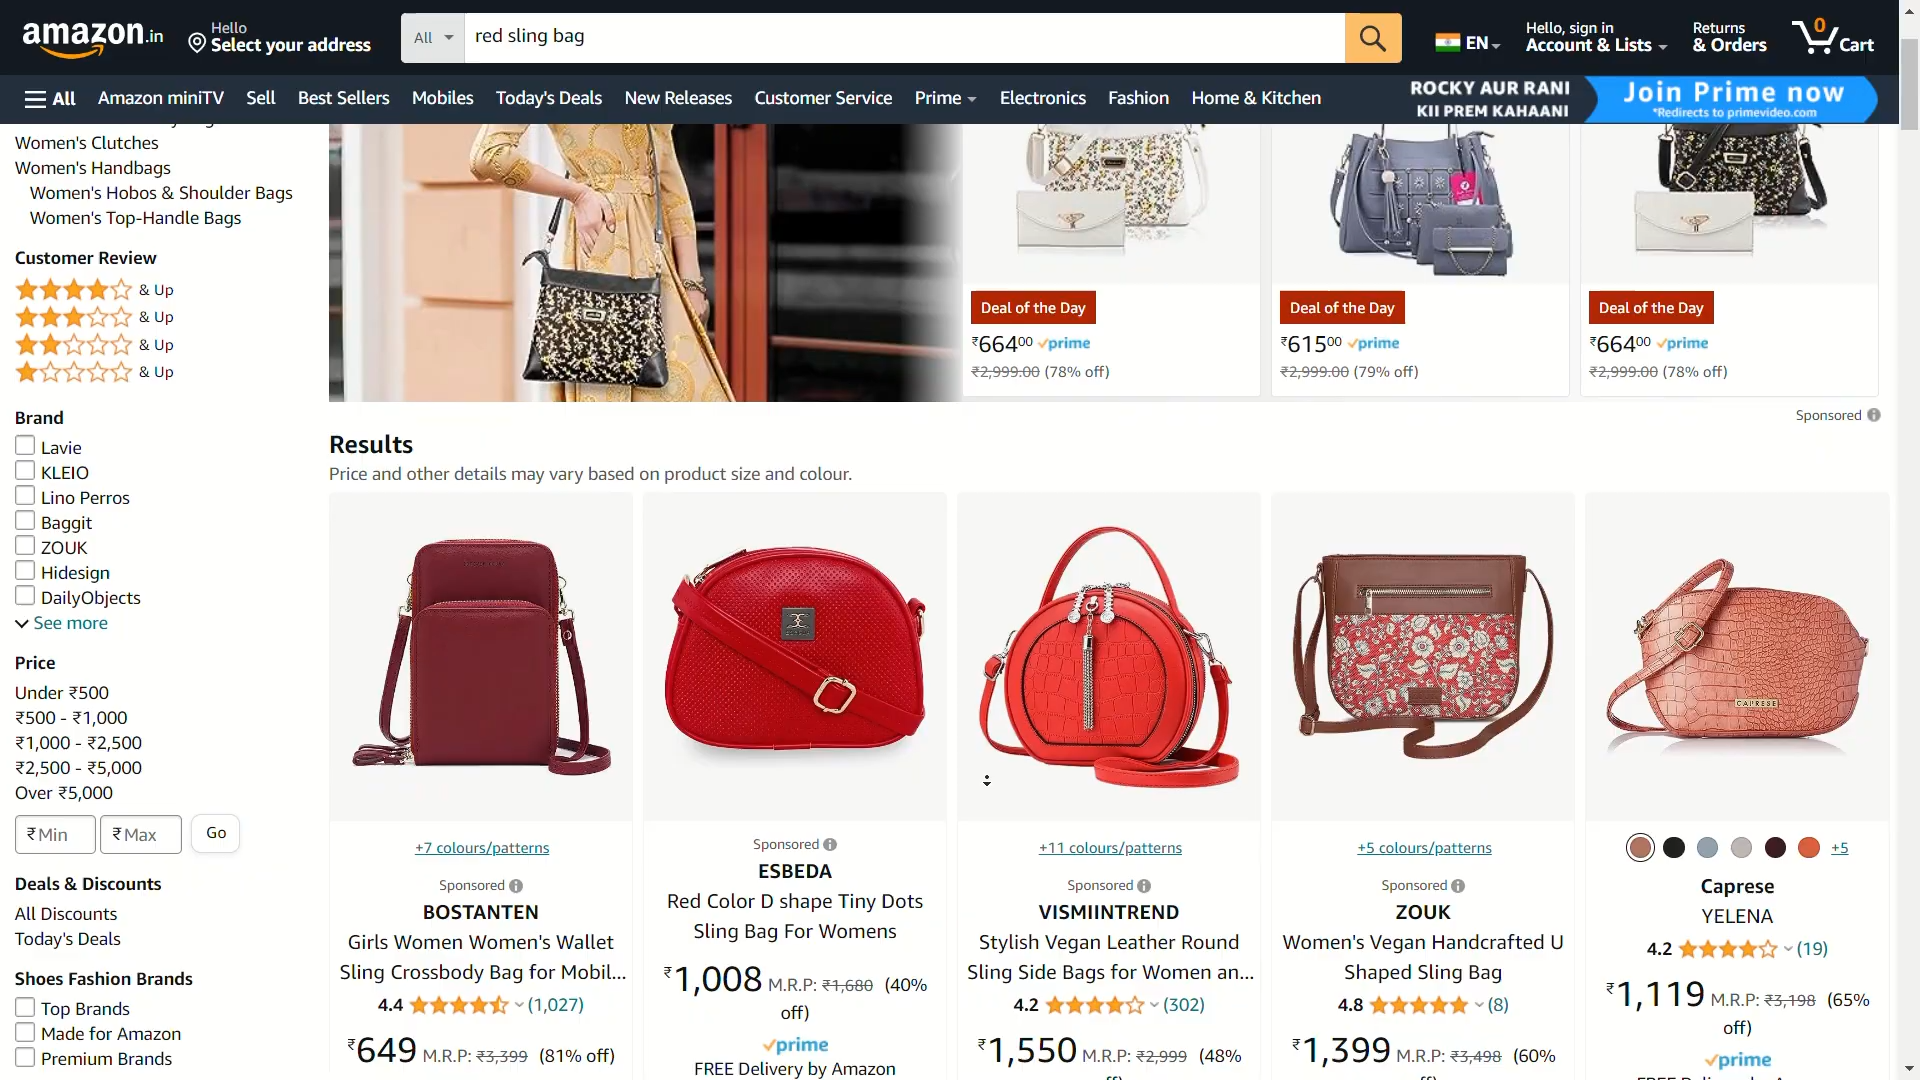 amazon.in
Hello
Select your address
All
red sling bag
EN
Hello, sign in
Account & Lists
Returns
& Orders
0
Cart
All
Amazon miniTV
Sell
Best Sellers
Mobiles
Today's Deals
New Releases
Customer Service
Prime
Electronics
Fashion
Home & Kitchen
ROCKY AUR RANI
KII PREM KAHAANI
Join Prime now
*Redirects to primevideo.com
Women's Clutches
Women's Handbags
Women's Hobos & Shoulder Bags
Women's Top-Handle Bags
Customer Review
& Up
& Up
& Up
& Up
Brand
Lavie
KLEIO
Lino Perros
Baggit
ZOUK
Hidesign
DailyObjects
See more
Price
Under ₹500
₹500 - ₹1,000
₹1,000 - ₹2,500
₹2,500 - ₹5,000
Over ₹5,000
₹Min
₹Max
Go
Deals & Discounts
All Discounts
Today's Deals
Shoes Fashion Brands
Top Brands
Made for Amazon
Premium Brands
Deal of the Day
₹66400 prime
₹2,999.00 (78% off)
Deal of the Day
₹61500 prime
₹2,999.00 (79% off)
Deal of the Day
₹66400 prime
₹2,999.00 (78% off)
Sponsored
Results
Price and other details may vary based on product size and colour.
+7 colours/patterns
Sponsored
BOSTANTEN
Girls Women Women's Wallet
Sling Crossbody Bag for Mobil...
4.4 (1,027)
₹649 M.R.P: ₹3,399 (81% off)
Sponsored
ESBEDA
Red Color D shape Tiny Dots
Sling Bag For Womens
₹1,008 M.R.P: ₹1,680 (40%
off)
prime
FREE Delivery by Amazon
+11 colours/patterns
Sponsored
VISMIINTREND
Stylish Vegan Leather Round
Sling Side Bags for Women an...
4.2 (302)
₹1,550 M.R.P: ₹2,999 (48%
+5 colours/patterns
Sponsored
ZOUK
Women's Vegan Handcrafted U
Shaped Sling Bag
4.8 (8)
₹1,399 M.R.P: ₹3,498 (60%
CAPRESE
+5
Caprese
YELENA
4.2 (19)
₹1,119 M.R.P: ₹3,198 (65%
off)
prime